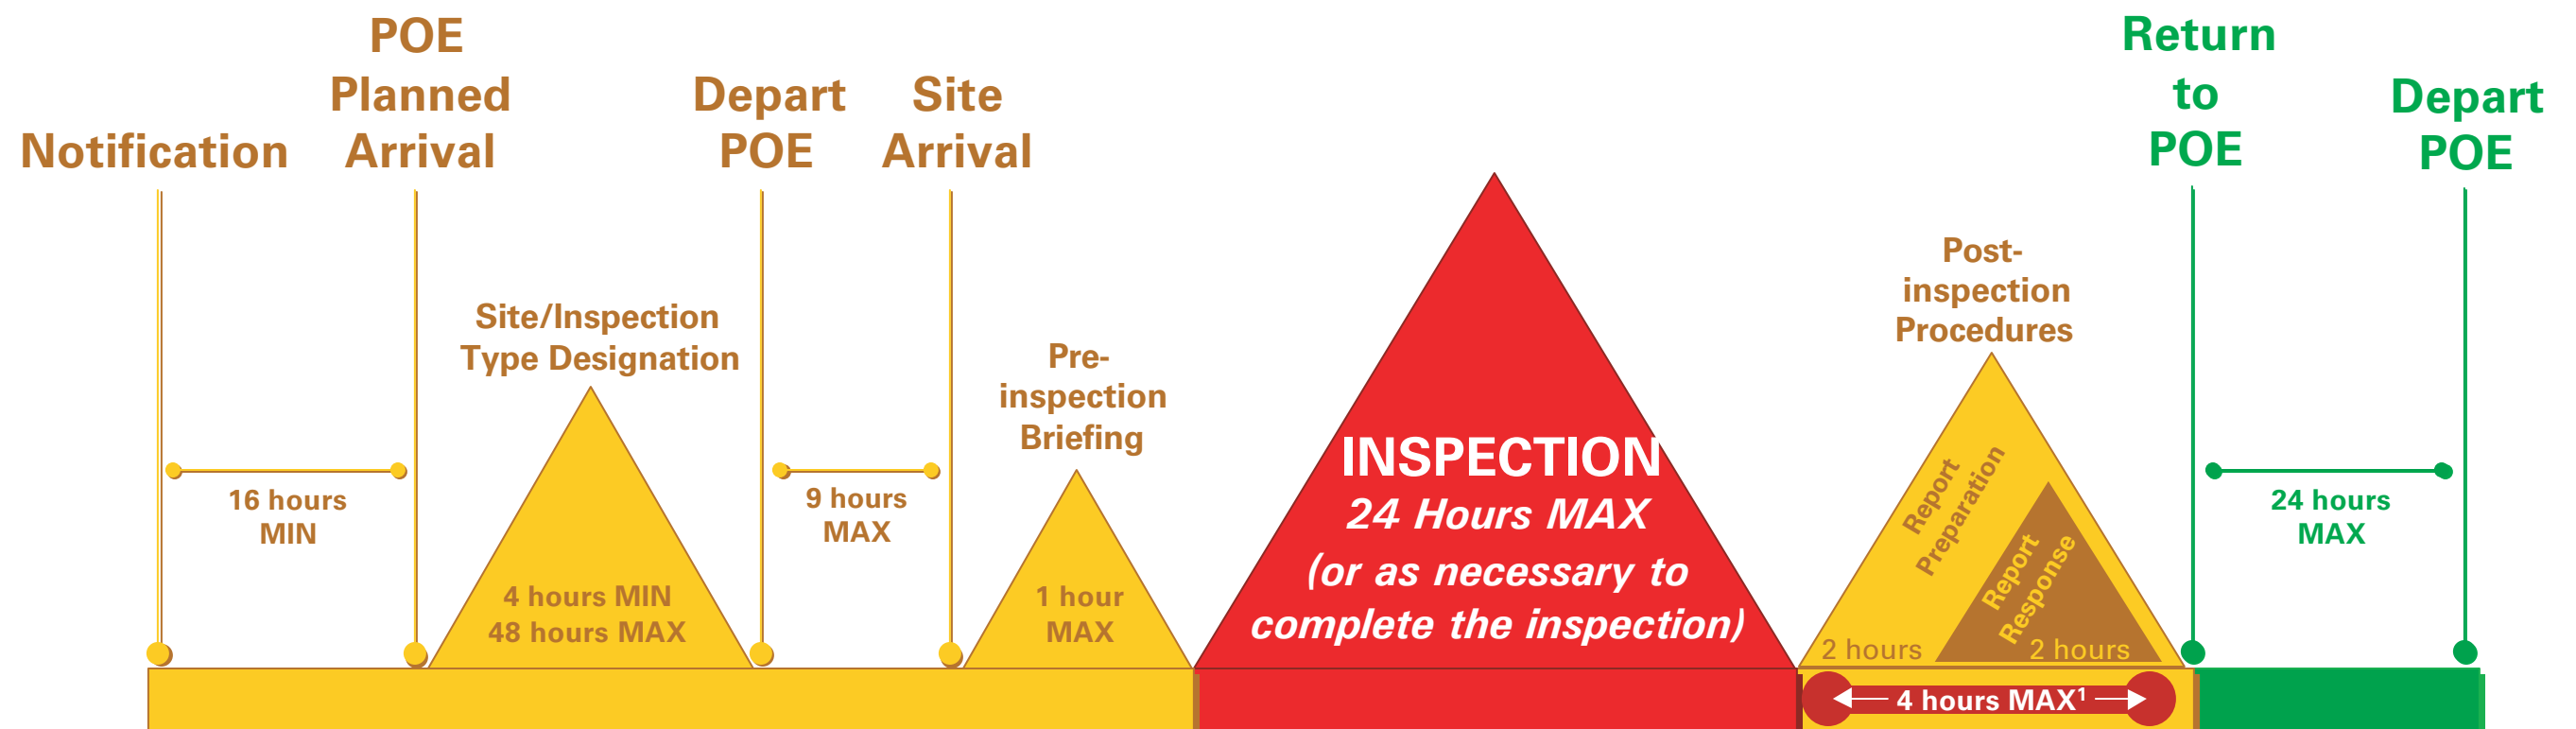 Notification
POE
Planned
Arrival
Depart
POE
Site
Arrival
Return
to
POE
Depart
POE
16 hours
MIN
Site/Inspection
Type Designation
4 hours MIN
48 hours MAX
9 hours
MAX
Pre-
inspection
Briefing
1 hour
MAX
INSPECTION
24 Hours MAX
(or as necessary to
complete the inspection)
Post-
inspection
Procedures
Report
Preparation
2 hours
Report
Response
2 hours
4 hours MAX¹
24 hours
MAX